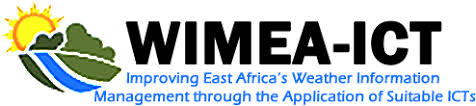 WIMEA-ICT
Improving East Africa's Weather Information
Management through the Application of Suitable ICTs